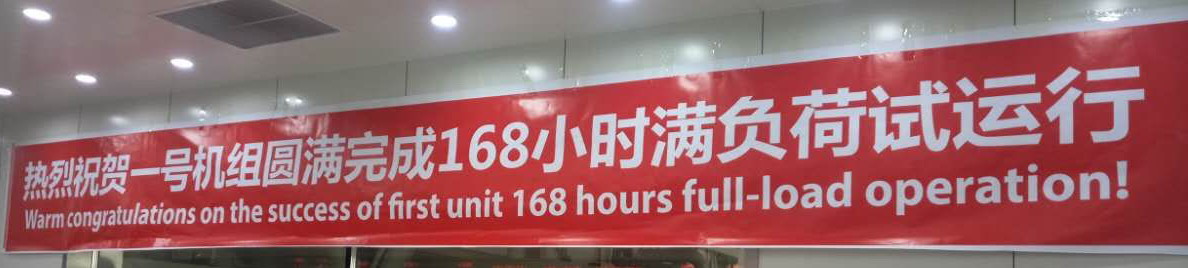 热烈祝贺一号机组圆满完成168小时满负荷试运行
Warm congratulations on the success of first unit 168 hours full-load operation!